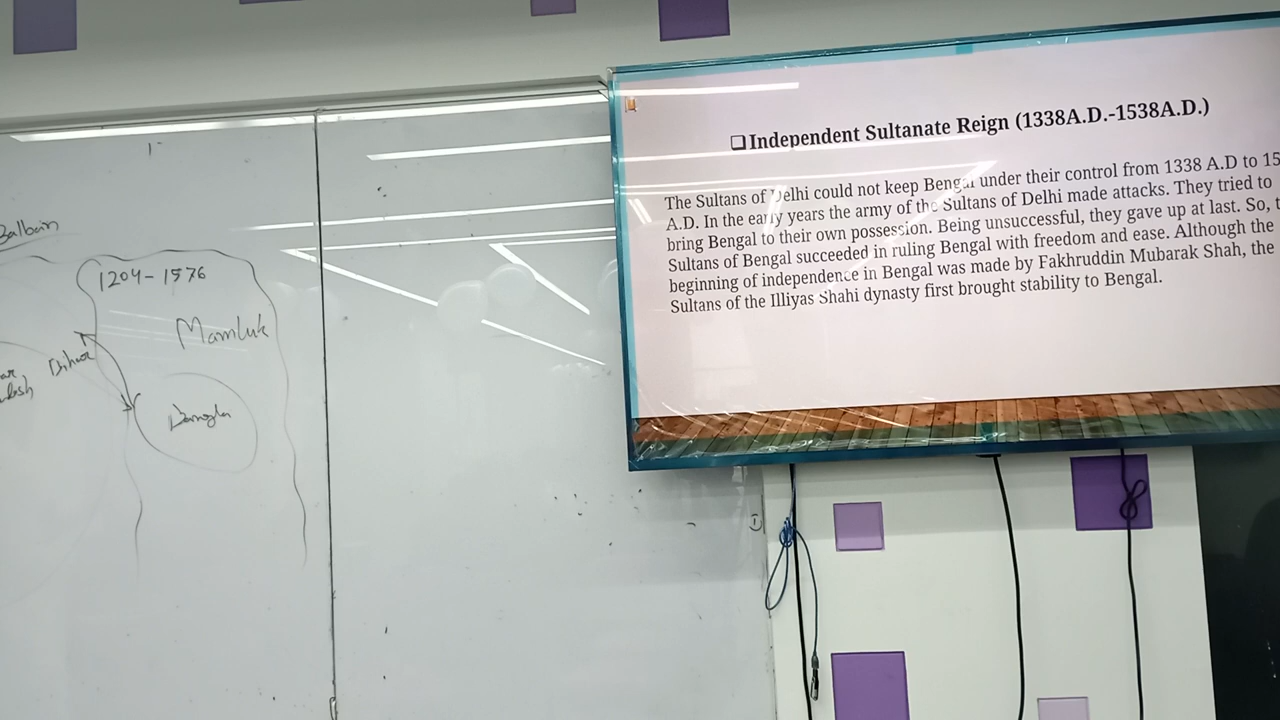 Balban
1204-1576
Mamluk
Bihar
Bangla
❑Independent Sultanate Reign (1338A.D.-1538A.D.)
The Sultans of Delhi could not keep Bengal under their control from 1338 A.D to 15
A.D. In the early years the army of the Sultans of Delhi made attacks. They tried to
bring Bengal to their own possession. Being unsuccessful, they gave up at last. So, t
Sultans of Bengal succeeded in ruling Bengal with freedom and ease. Although the
beginning of independence in Bengal was made by Fakhruddin Mubarak Shah, the
Sultans of the Illiyas Shahi dynasty first brought stability to Bengal.